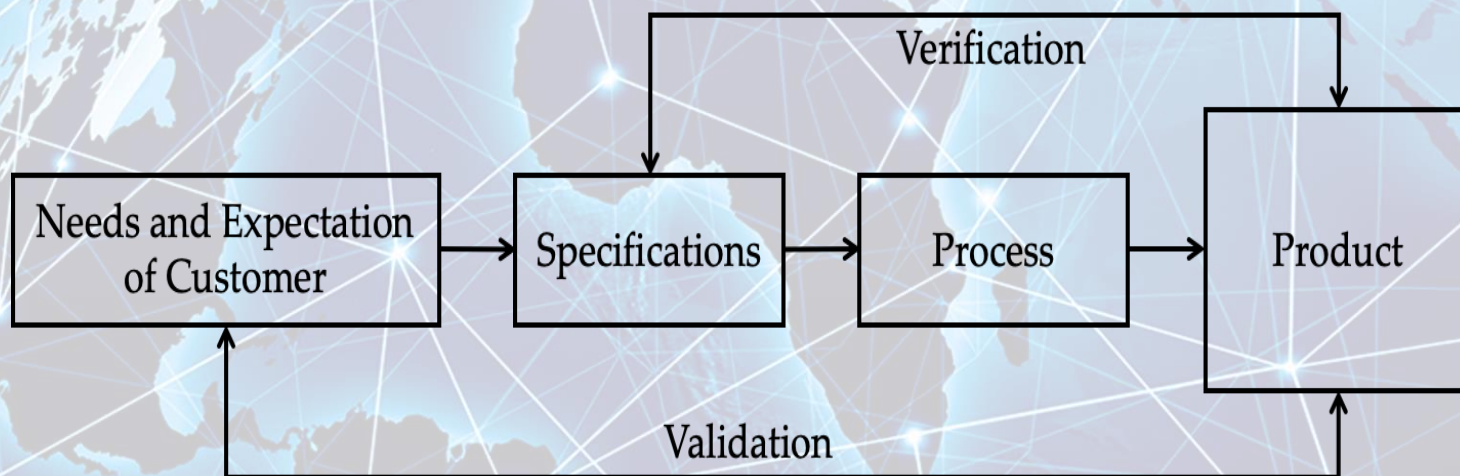 Verification
Needs and Expectation
of Customer
Specifications
Process
Product
Validation